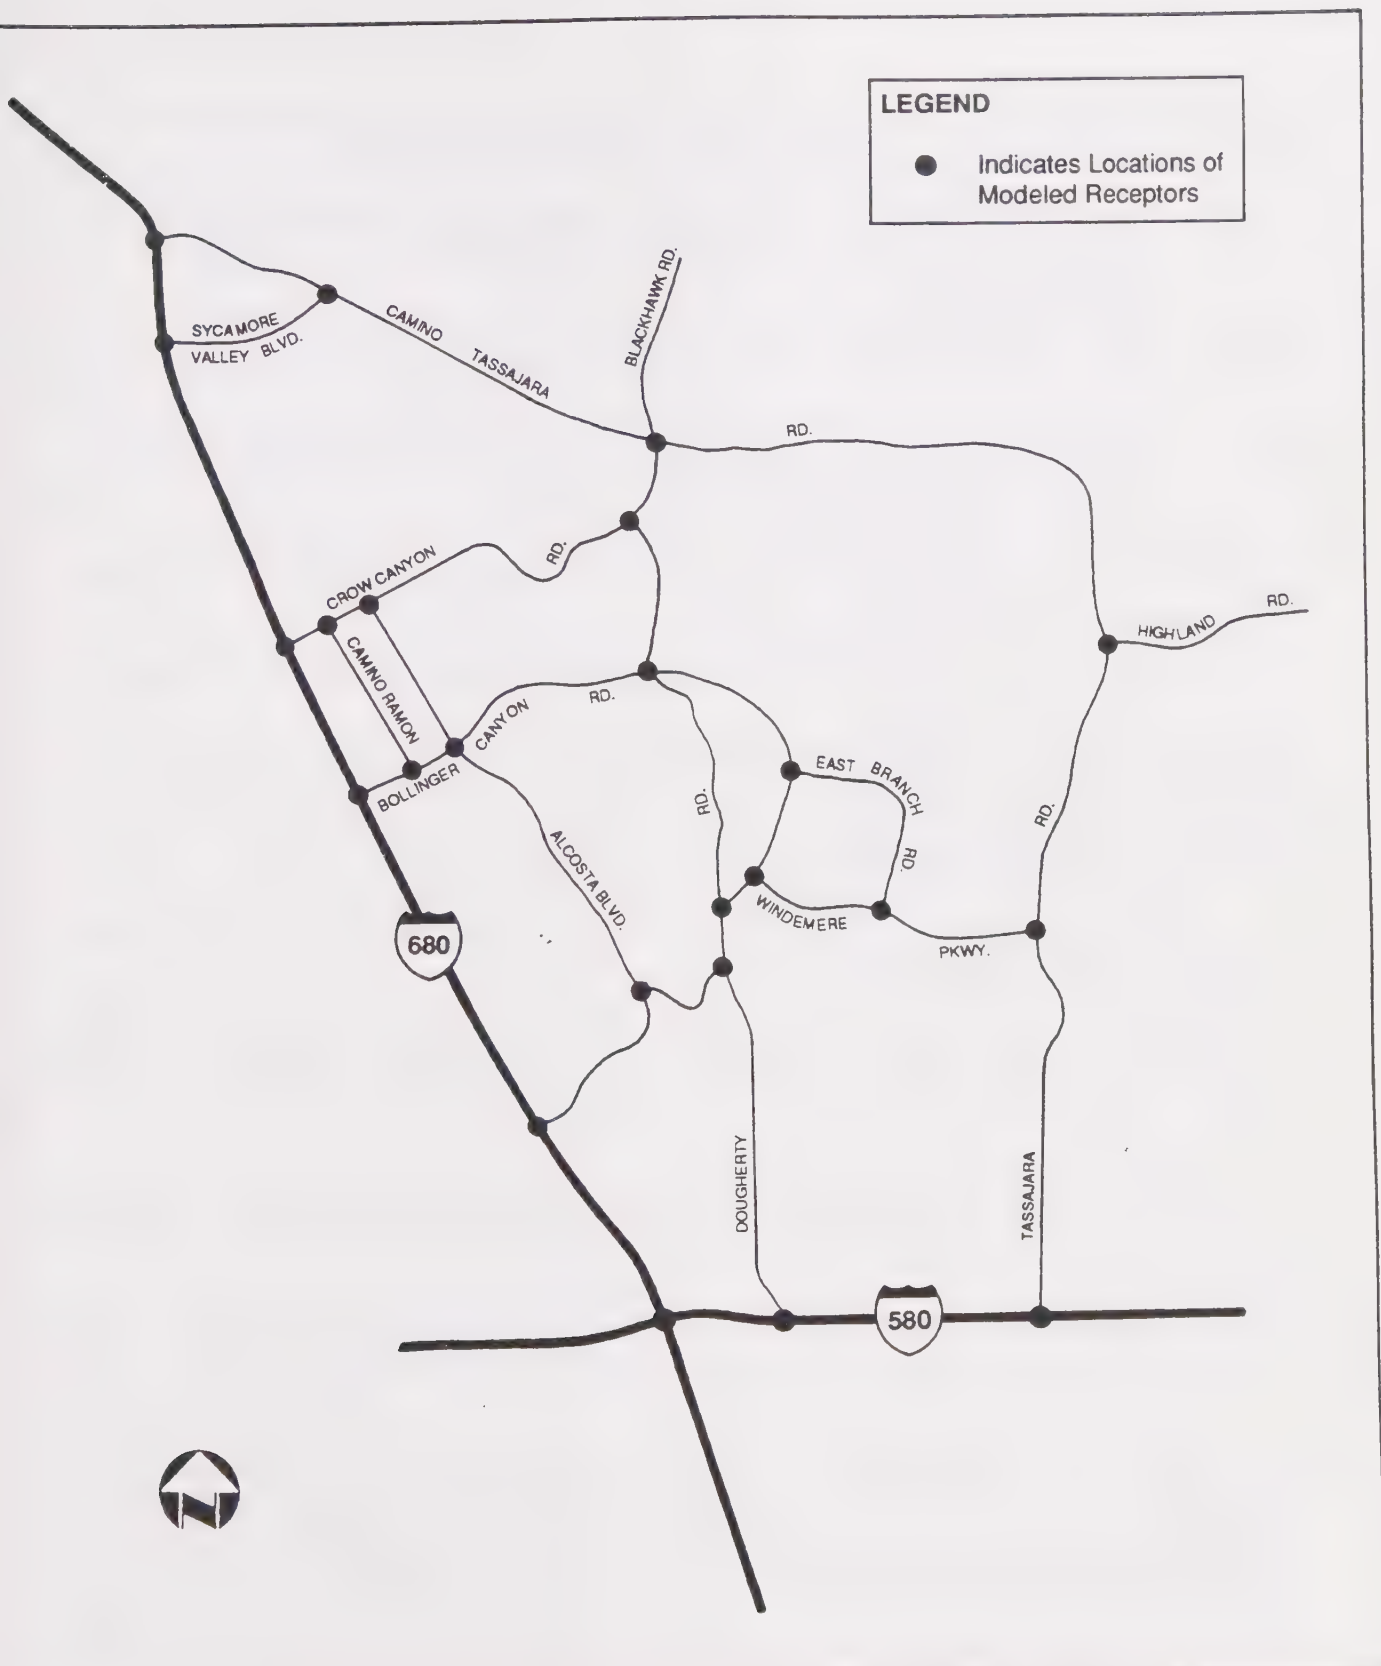 LEGEND
Indicates Locations of
Modeled Receptors
BLACKHAWK RD.
SYCAMORE
VALLEY BLVD.
CAMINO
TASSAJARA
RD.
CROW CANYON
RD.
HIGHLAND
RD.
CAMINO RAMON
BOLLINGER
CANYON
RD.
RD.
EAST BRANCH
RD.
RD.
ALCOSTA BLVD.
WINDEMERE
PKWY.
680
DOUGHERTY
TASSAJARA
580
N